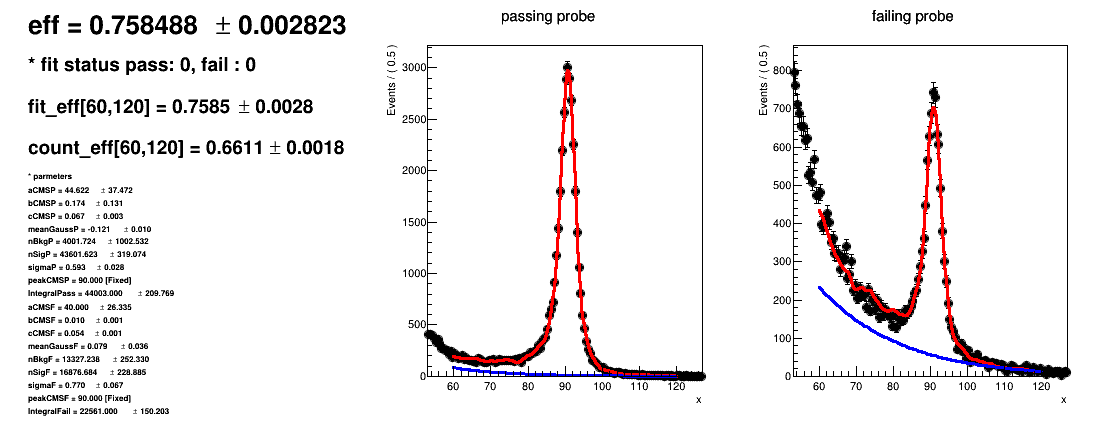 eff = 0.758488 ± 0.002823
* fit status pass: 0, fail : 0
fit_eff[60,120] = 0.7585 ± 0.0028
count_eff[60,120] = 0.6611 ± 0.0018
* parmeters
aCMSP = 44.622 ± 37.472
bCMSP = 0.174 ± 0.131
cCMSP = 0.067 ± 0.003
meanGaussP = -0.121 ± 0.010
nBkgP = 4001.724 ± 1002.532
nSigP = 43601.623 ± 319.074
sigmaP = 0.593 ± 0.028
peakCMSP = 90.000 [Fixed]
IntegralPass = 44003.000 ± 209.769
aCMSF = 40.000 ± 26.335
bCMSF = 0.010 ± 0.001
cCMSF = 0.054 ± 0.001
meanGaussF = 0.079 ± 0.036
nBkgF = 13327.238 ± 252.330
nSigF = 16876.684 ± 228.885
sigmaF = 0.770 ± 0.067
peakCMSF = 90.000 [Fixed]
IntegralFail = 22561.000 ± 150.203
passing probe
Events / ( 0.5 )
3000
2500
2000
1500
1000
500
0
60 70 80 90 100 110 120
x
failing probe
Events / ( 0.5 )
800
700
600
500
400
300
200
100
0
60 70 80 90 100 110 120
x